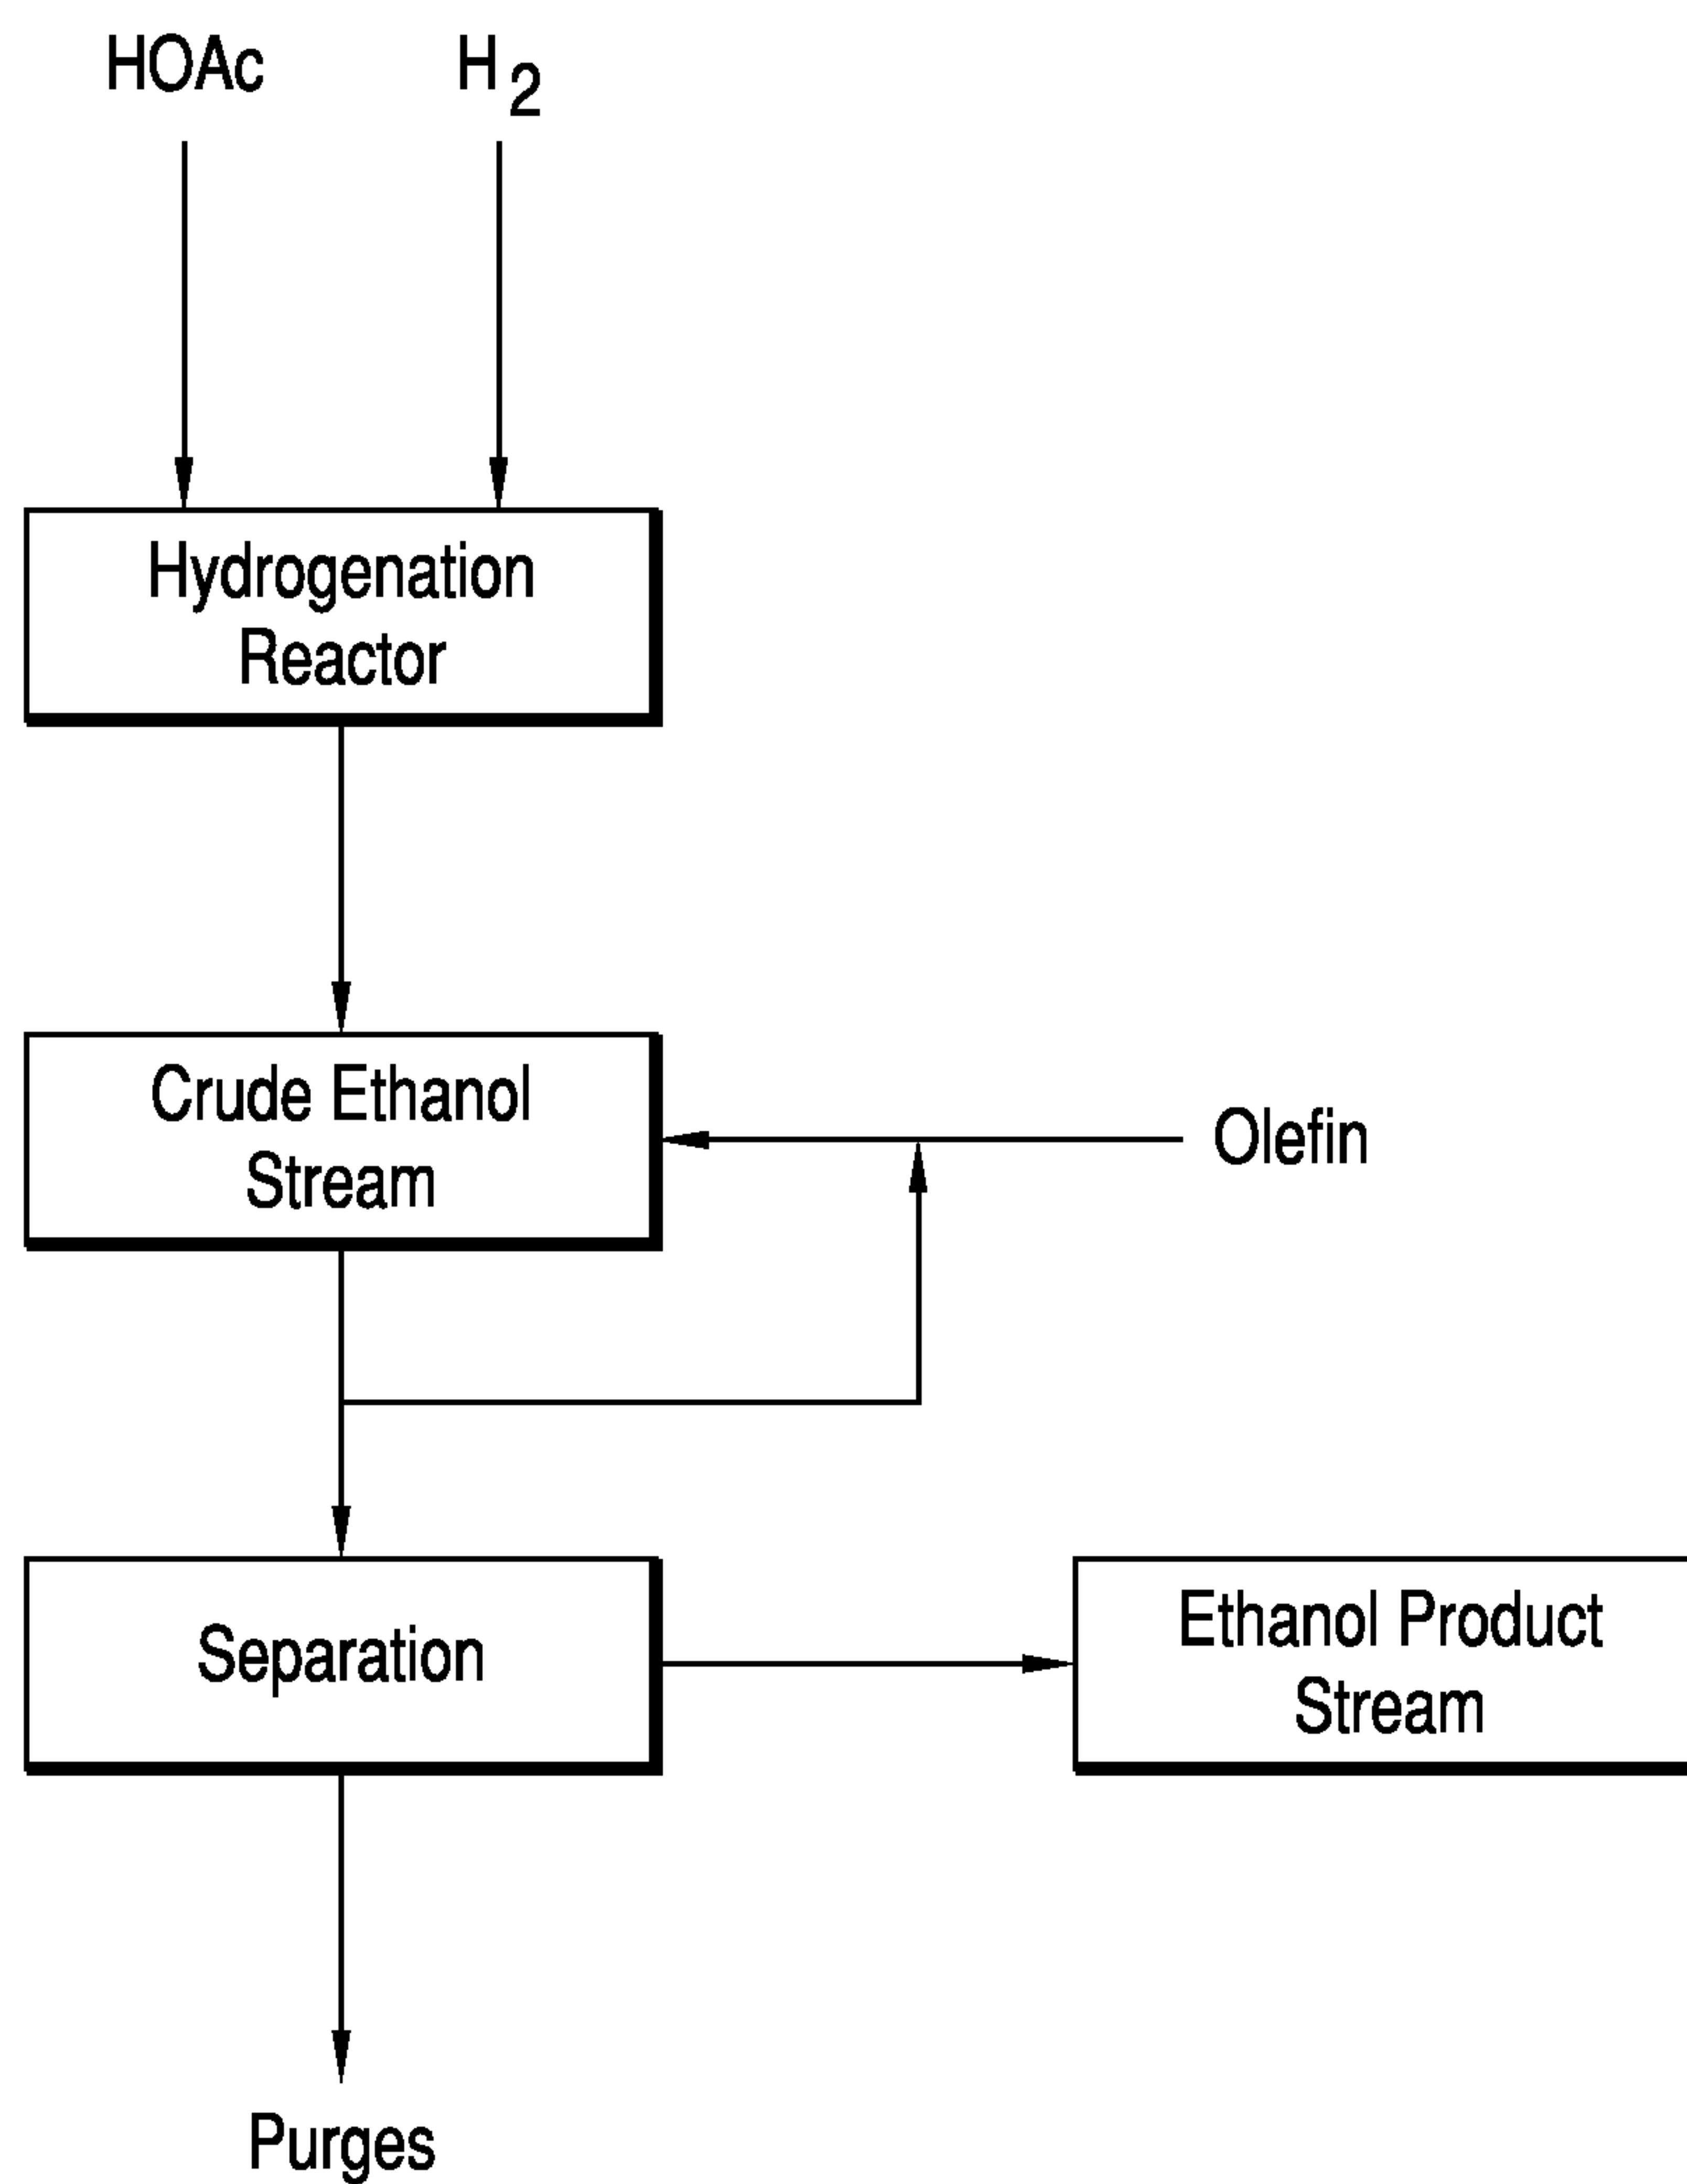 HOAc H2
Hydrogenation
Reactor
Crude Ethanol
Stream
Olefin
Separation
Ethanol Product
Stream
Purges